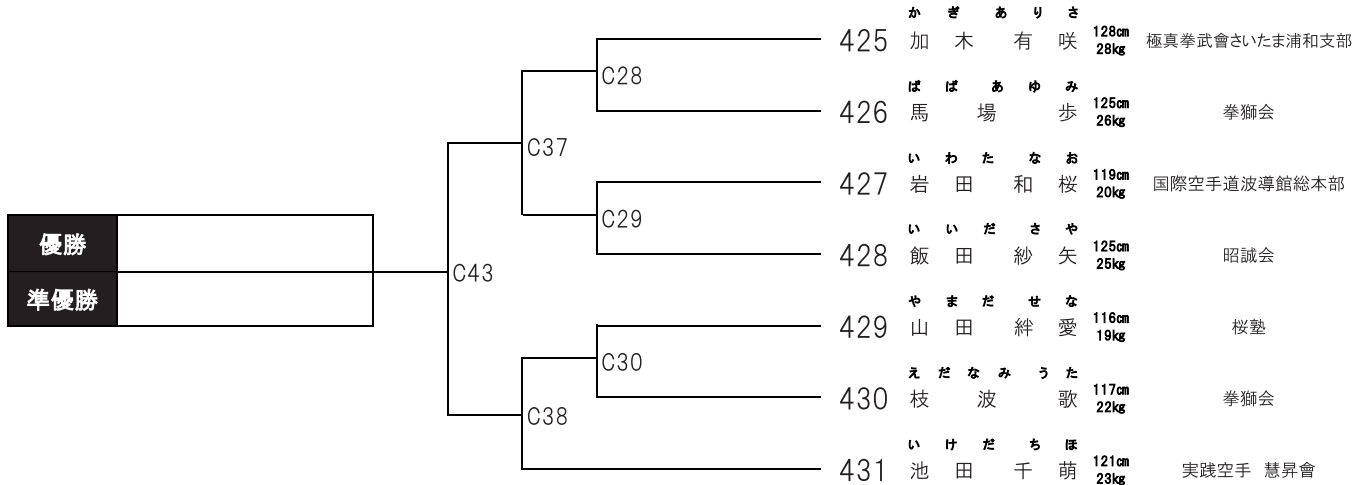 かぎありさ
425 加木有咲 128cm 28kg 極真拳武會さいたま浦和支部
C28
ばばあゆみ
426 馬場歩 125cm 26kg 拳獅会
C37
いわたなお
427 岩田和桜 119cm 20kg 国際空手道波導館総本部
C29
いいださや
428 飯田紗矢 125cm 25kg 昭誠会
優勝
C43
準優勝
やまだせな
429 山田絆愛 116cm 19kg 桜塾
C30
えだなみうた
430 枝波歌 117cm 22kg 拳獅会
C38
いけだちほ
431 池田千萌 121cm 23kg 実践空手 慧昇會